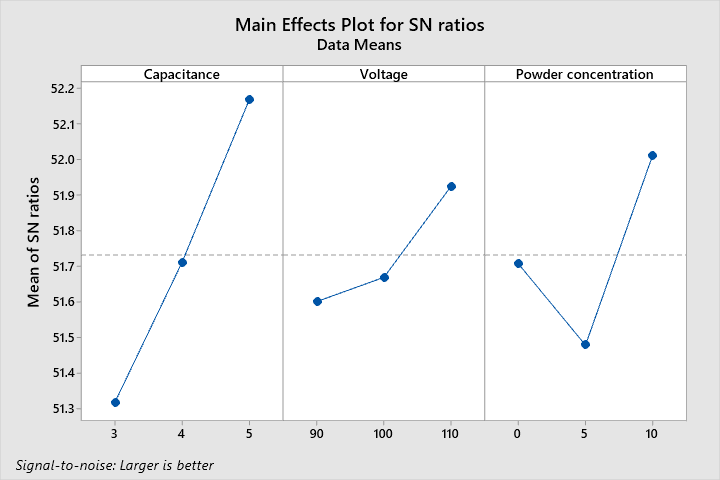 Main Effects Plot for SN ratios
Data Means
Capacitance
Voltage
Powder concentration
Mean of SN ratios
52.2
52.1
52.0
51.9
51.8
51.7
51.6
51.5
51.4
51.3
3 4 5 90 100 110 0 5 10
Signal-to-noise: Larger is better